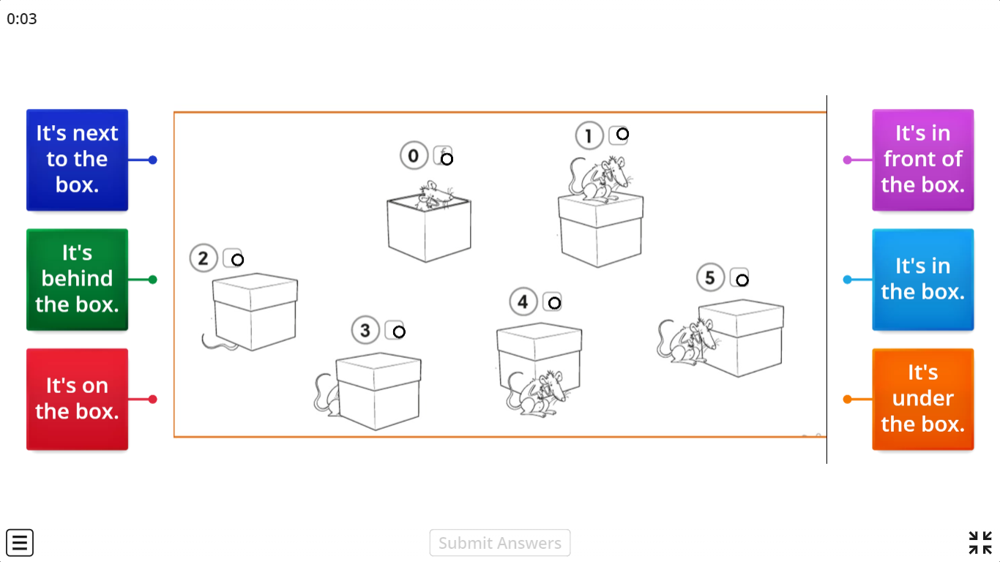 0:03
It's next
to the
box.
It's
behind
the box.
It's on
the box.
0
1
2
3
4
5
It's in
front of
the box.
It's in
the box.
It's
under
the box.
Submit Answers